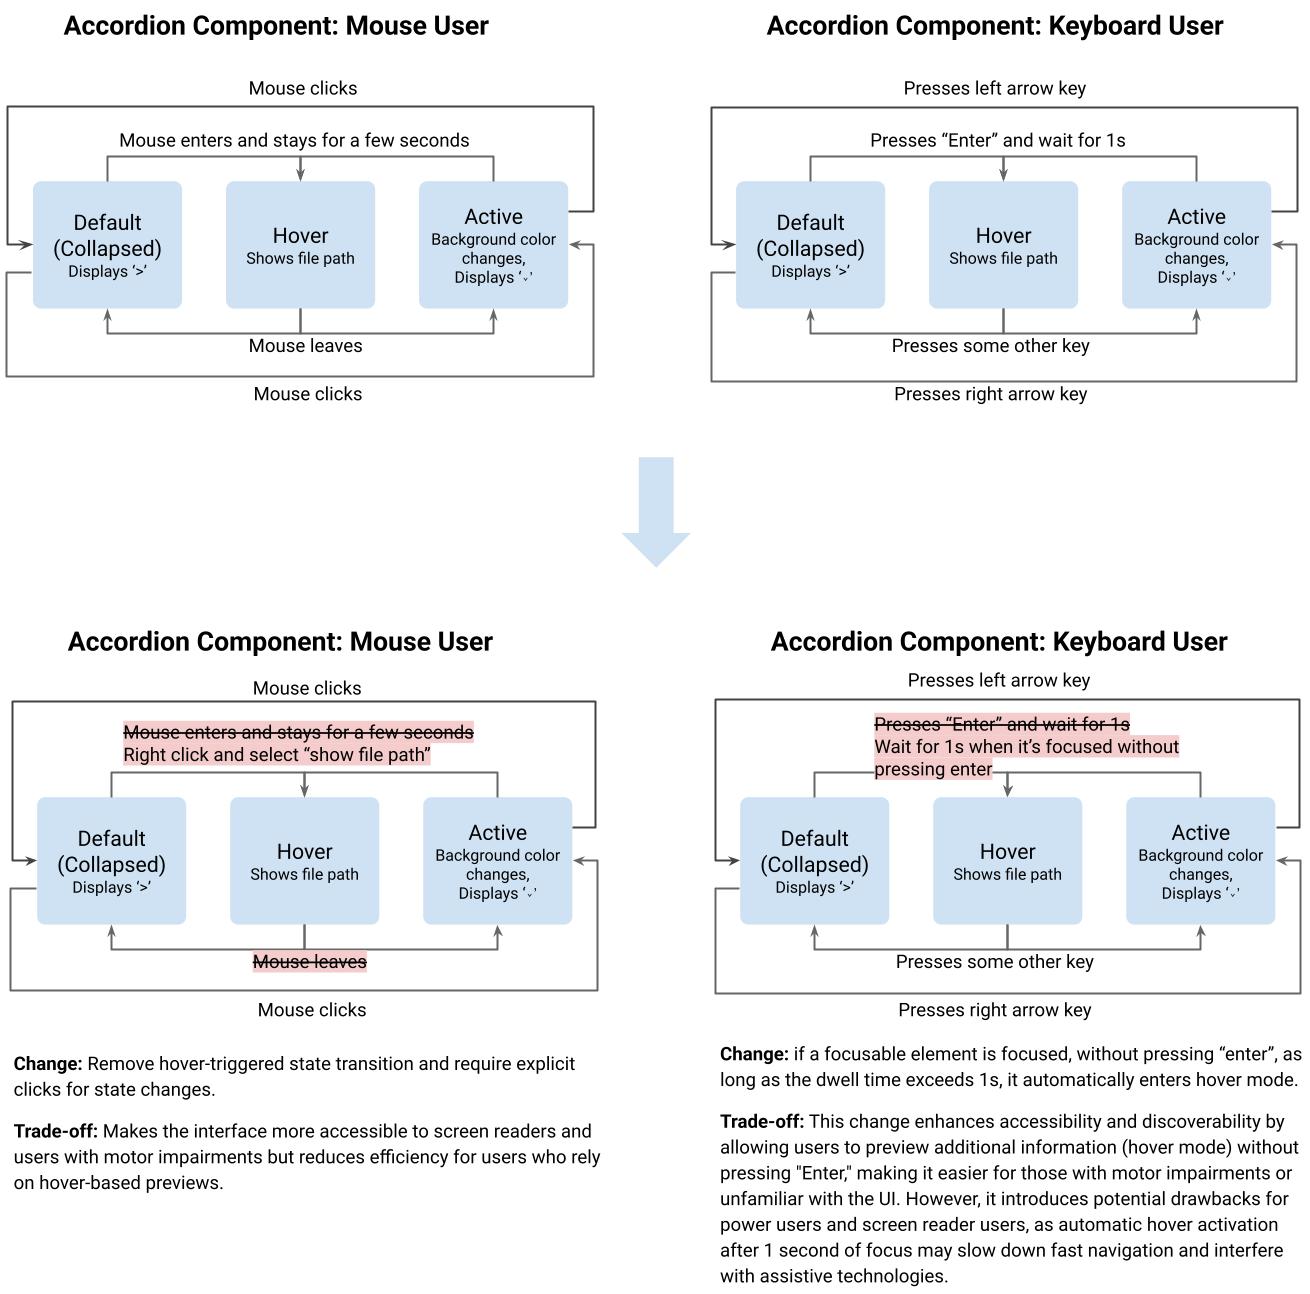 Accordion Component: Mouse User
Mouse clicks
Mouse enters and stays for a few seconds
Default
(Collapsed)
Displays ‘>’
Hover
Shows file path
Active
Background color
changes,
Displays ‘ˬ’
Mouse leaves
Mouse clicks
Accordion Component: Keyboard User
Presses left arrow key
Presses “Enter” and wait for 1s
Default
(Collapsed)
Displays ‘>’
Hover
Shows file path
Active
Background color
changes,
Displays ‘ˬ’
Presses some other key
Presses right arrow key
Accordion Component: Mouse User
Mouse clicks
Mouse enters and stays for a few seconds
Right click and select “show file path”
Default
(Collapsed)
Displays ‘>’
Hover
Shows file path
Active
Background color
changes,
Displays ‘ˬ’
Mouse leaves
Mouse clicks
Change: Remove hover-triggered state transition and require explicit
clicks for state changes.
Trade-off: Makes the interface more accessible to screen readers and
users with motor impairments but reduces efficiency for users who rely
on hover-based previews.
Accordion Component: Keyboard User
Presses left arrow key
Presses “Enter” and wait for 1s
Wait for 1s when it’s focused without
pressing enter
Default
(Collapsed)
Displays ‘>’
Hover
Shows file path
Active
Background color
changes,
Displays ‘ˬ’
Presses some other key
Presses right arrow key
Change: if a focusable element is focused, without pressing “enter”, as
long as the dwell time exceeds 1s, it automatically enters hover mode.
Trade-off: This change enhances accessibility and discoverability by
allowing users to preview additional information (hover mode) without
pressing "Enter," making it easier for those with motor impairments or
unfamiliar with the UI. However, it introduces potential drawbacks for
power users and screen reader users, as automatic hover activation
after 1 second of focus may slow down fast navigation and interfere
with assistive technologies.